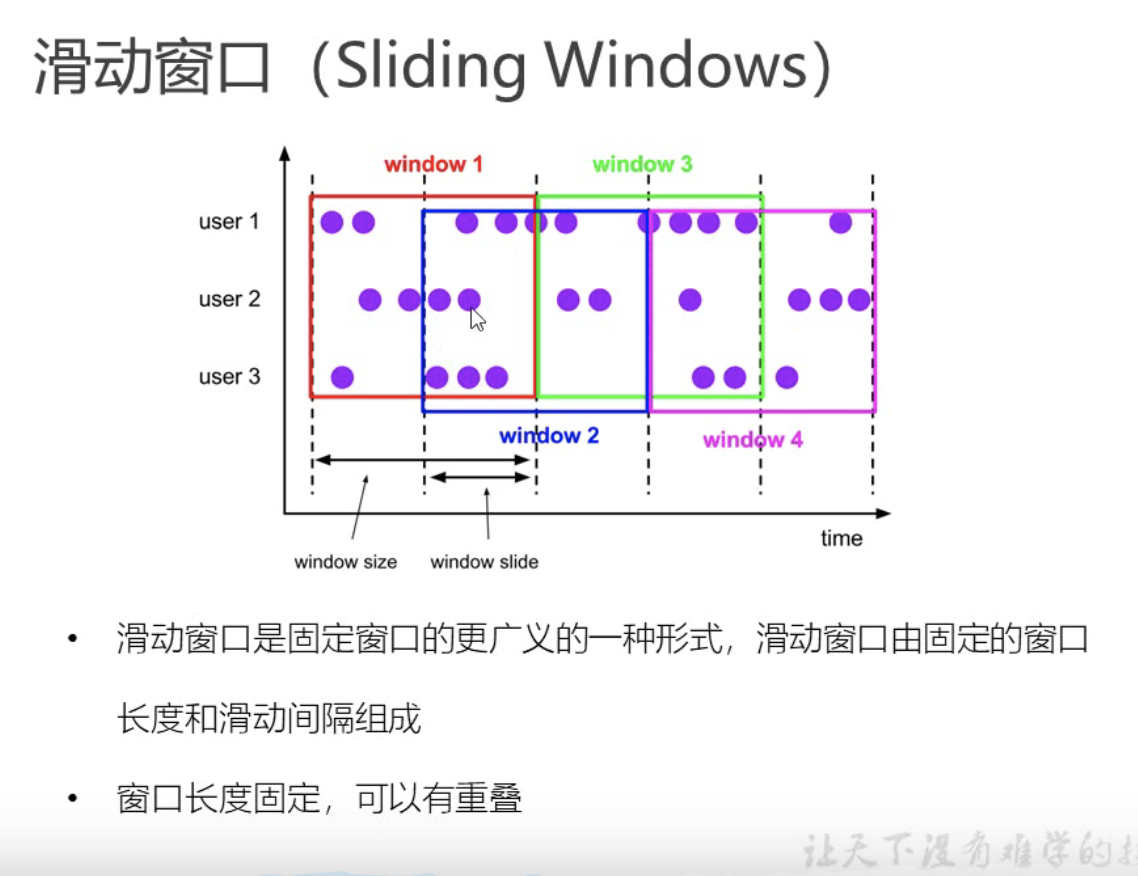 滑动窗口（Sliding Windows）
window 1
window 3
user 1
user 2
user 3
window 2
window 4
time
window size
window slide
• 滑动窗口是固定窗口的更广义的一种形式，滑动窗口由固定的窗口
长度和滑动间隔组成
• 窗口长度固定，可以有重叠
让天下没有难学的技